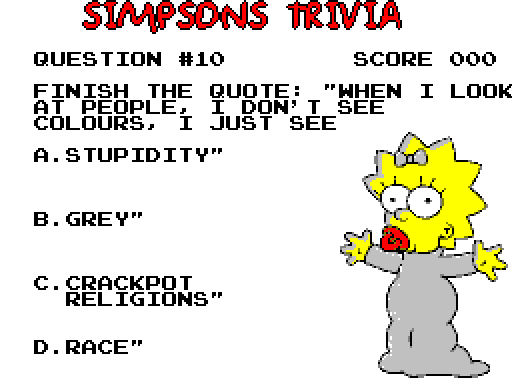 SIMPSONS TRIVIA
QUESTION #10 SCORE 000
FINISH THE QUOTE: "WHEN I LOOK
AT PEOPLE, I DON'T SEE
COLOURS, I JUST SEE
A.STUPIDITY"
B.GREY"
C.CRACKPOT
RELIGIONS"
D.RACE"